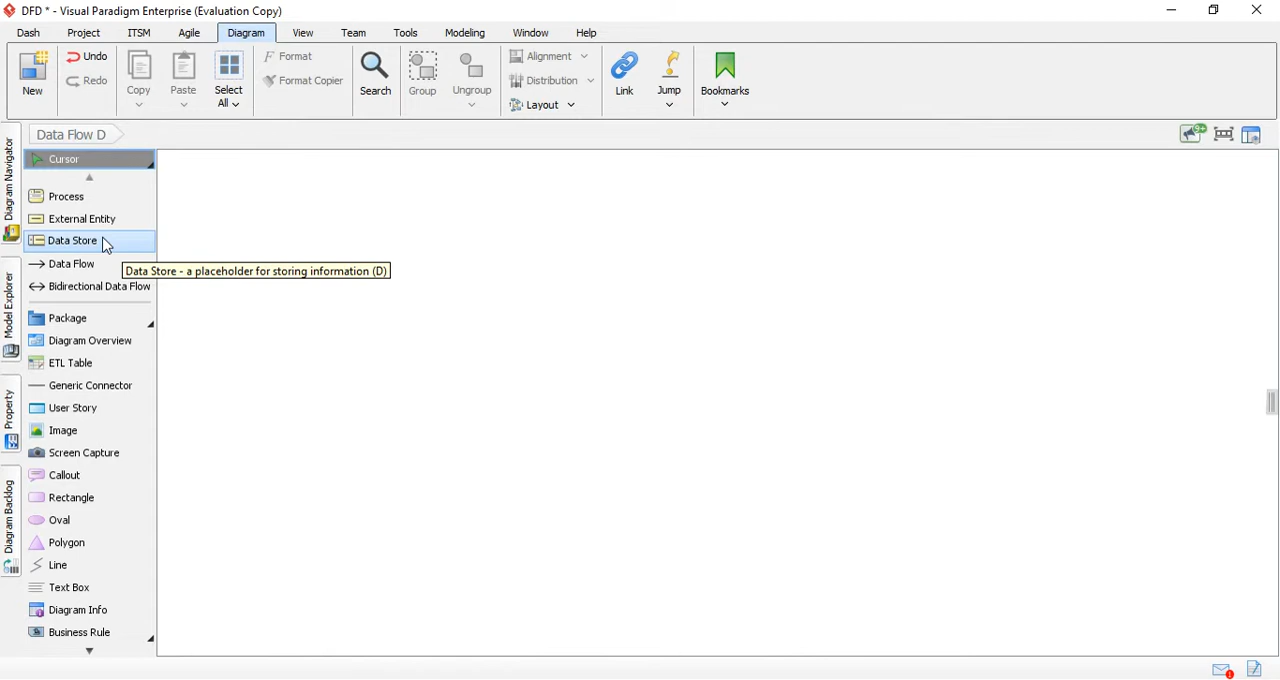 DFD * - Visual Paradigm Enterprise (Evaluation Copy)
Dash Project ITSM Agile Diagram View Team Tools Modeling Window Help
New
Undo
Redo
Copy
Paste
Select
All
Format
Format Copier
Search
Group
Ungroup
Alignment
Distribution
Layout
Link
Jump
Bookmarks
Data Flow D
9+
Diagram Navigator
Model Explorer
Property
Diagram Backlog
Cursor
Process
External Entity
Data Store
Data Store - a placeholder for storing information (D)
Data Flow
Bidirectional Data Flow
Package
Diagram Overview
ETL Table
Generic Connector
User Story
Image
Screen Capture
Callout
Rectangle
Oval
Polygon
Line
Text Box
Diagram Info
Business Rule